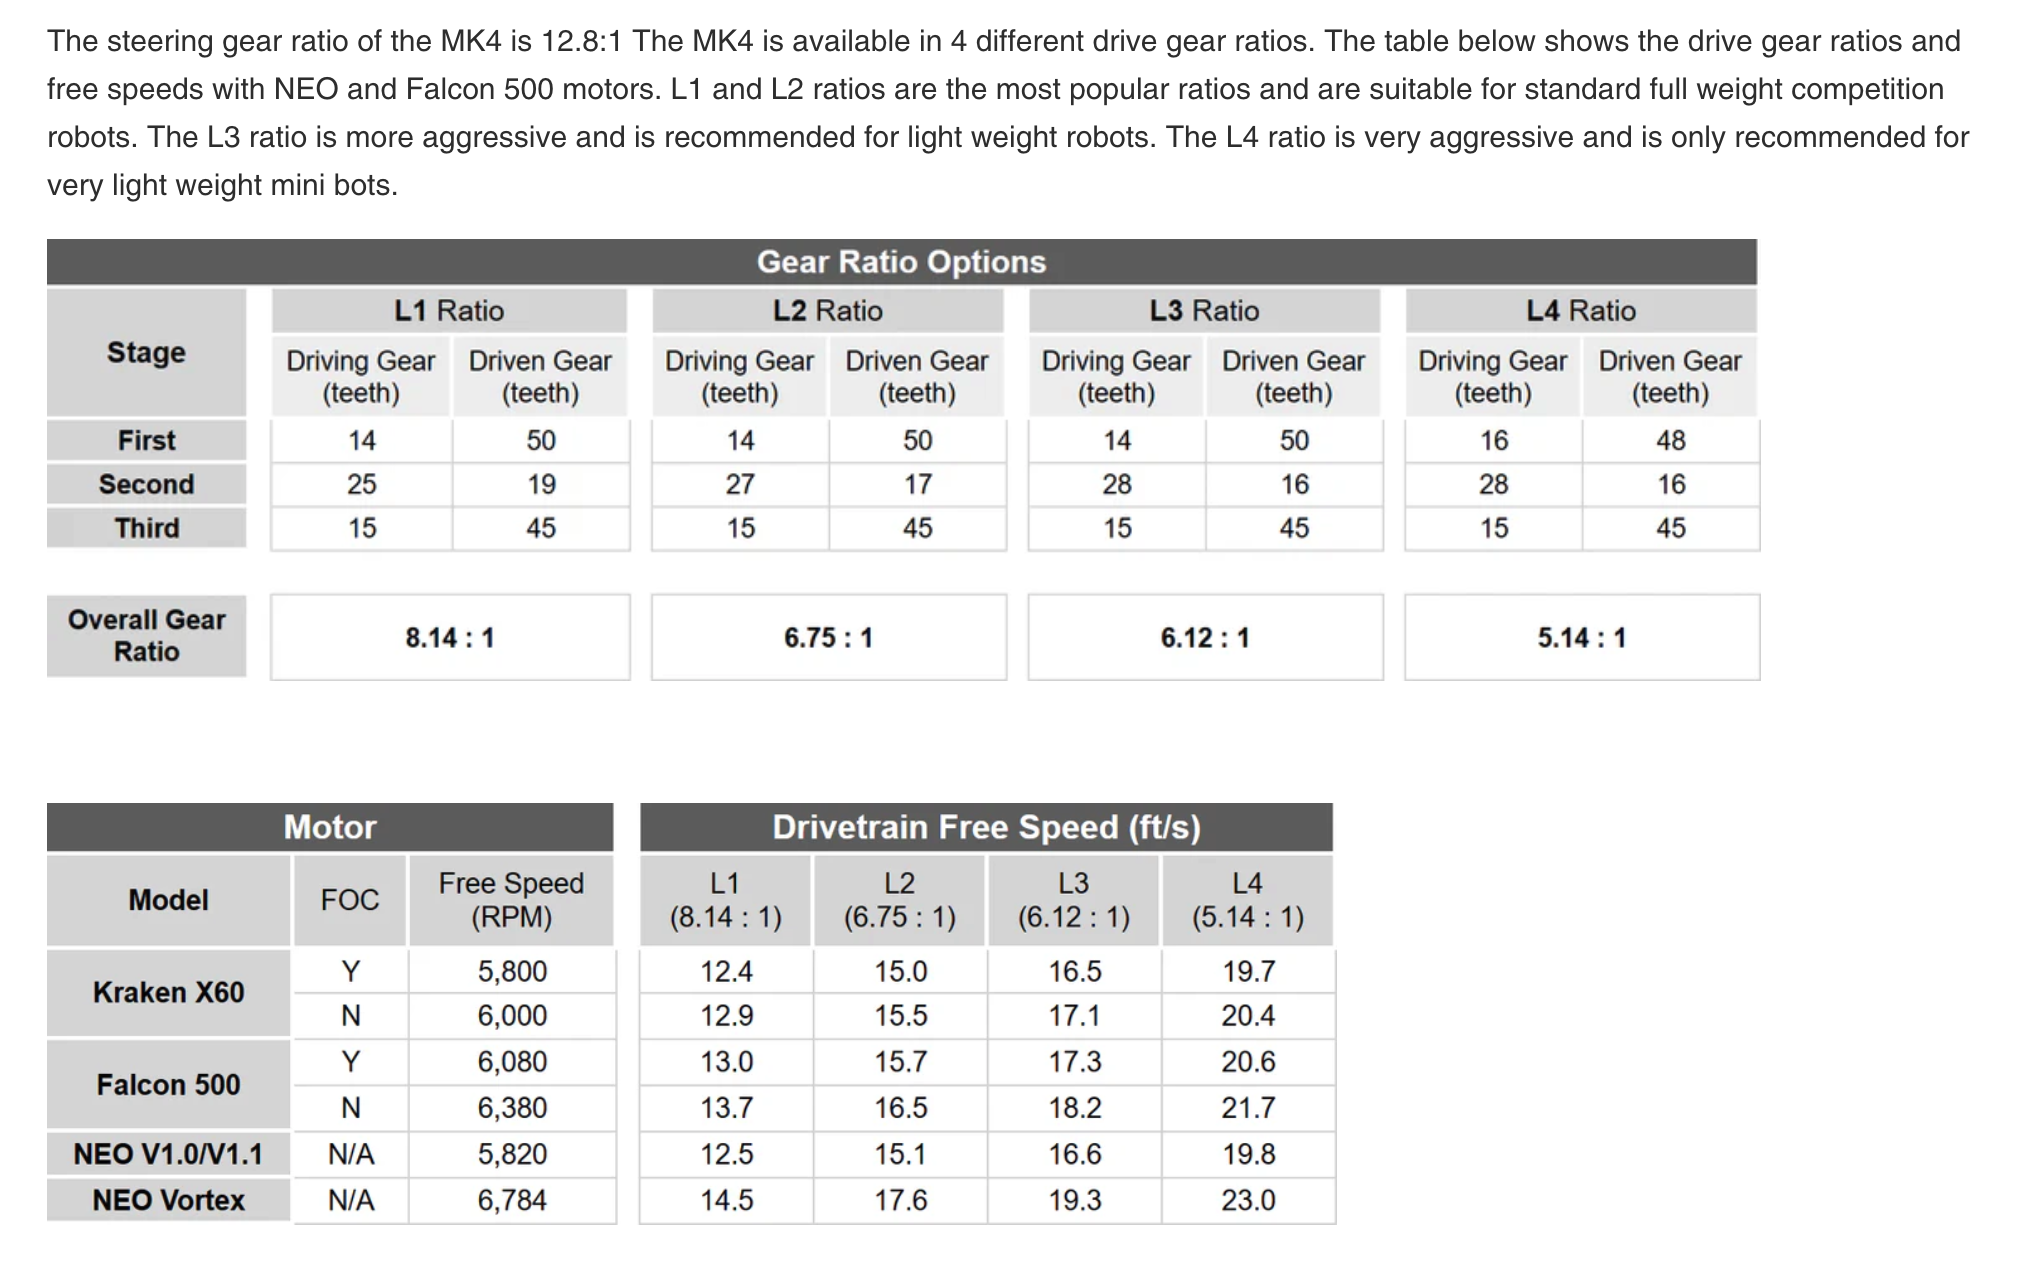 The steering gear ratio of the MK4 is 12.8:1 The MK4 is available in 4 different drive gear ratios. The table below shows the drive gear ratios and
free speeds with NEO and Falcon 500 motors. L1 and L2 ratios are the most popular ratios and are suitable for standard full weight competition
robots. The L3 ratio is more aggressive and is recommended for light weight robots. The L4 ratio is very aggressive and is only recommended for
very light weight mini bots.
Gear Ratio Options
Stage L1 Ratio L2 Ratio L3 Ratio L4 Ratio
Driving Gear Driven Gear Driving Gear Driven Gear Driving Gear Driven Gear Driving Gear Driven Gear
(teeth) (teeth) (teeth) (teeth) (teeth) (teeth) (teeth) (teeth)
First 14 50 14 50 14 50 16 48
Second 25 19 27 17 28 16 28 16
Third 15 45 15 45 15 45 15 45
Overall Gear
Ratio 8.14 : 1 6.75 : 1 6.12 : 1 5.14 : 1
Motor Drivetrain Free Speed (ft/s)
Model FOC Free Speed L1 L2 L3 L4
(RPM) (8.14 : 1) (6.75 : 1) (6.12 : 1) (5.14 : 1)
Kraken X60 Y 5,800 12.4 15.0 16.5 19.7
N 6,000 12.9 15.5 17.1 20.4
Falcon 500 Y 6,080 13.0 15.7 17.3 20.6
N 6,380 13.7 16.5 18.2 21.7
NEO V1.0/V1.1 N/A 5,820 12.5 15.1 16.6 19.8
NEO Vortex N/A 6,784 14.5 17.6 19.3 23.0